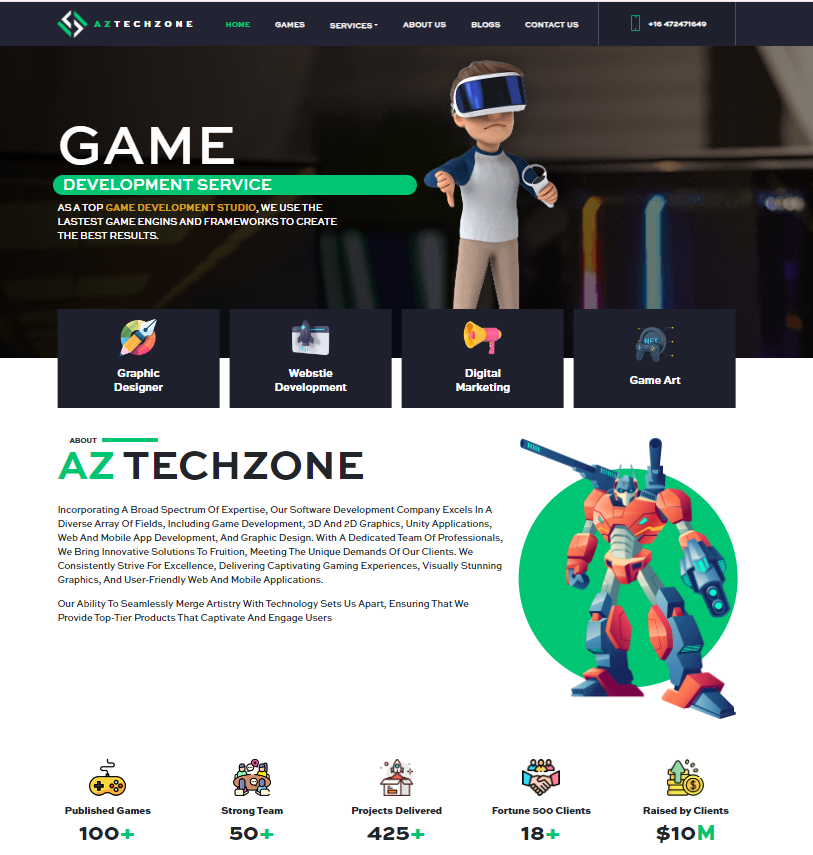 AZTECHZONE
HOME
GAMES
SERVICES
ABOUT US
BLOGS
CONTACT US
+16 472471649
GAME
DEVELOPMENT SERVICE
AS A TOP GAME DEVELOPMENT STUDIO, WE USE THE
LASTEST GAME ENGINS AND FRAMEWORKS TO CREATE
THE BEST RESULTS.
Graphic
Designer
Webstie
Development
Digital
Marketing
NFT
Game Art
ABOUT
AZ TECHZONE
Incorporating A Broad Spectrum Of Expertise, Our Software Development Company Excels In A
Diverse Array Of Fields, Including Game Development, 3D And 2D Graphics, Unity Applications,
Web And Mobile App Development, And Graphic Design. With A Dedicated Team Of Professionals,
We Bring Innovative Solutions To Fruition, Meeting The Unique Demands Of Our Clients. We
Consistently Strive For Excellence, Delivering Captivating Gaming Experiences, Visually Stunning
Graphics, And User-Friendly Web And Mobile Applications.
Our Ability To Seamlessly Merge Artistry With Technology Sets Us Apart, Ensuring That We
Provide Top-Tier Products That Captivate And Engage Users
Published Games
100+
Strong Team
50+
Projects Delivered
425+
Fortune 500 Clients
18+
Raised by Clients
$10M